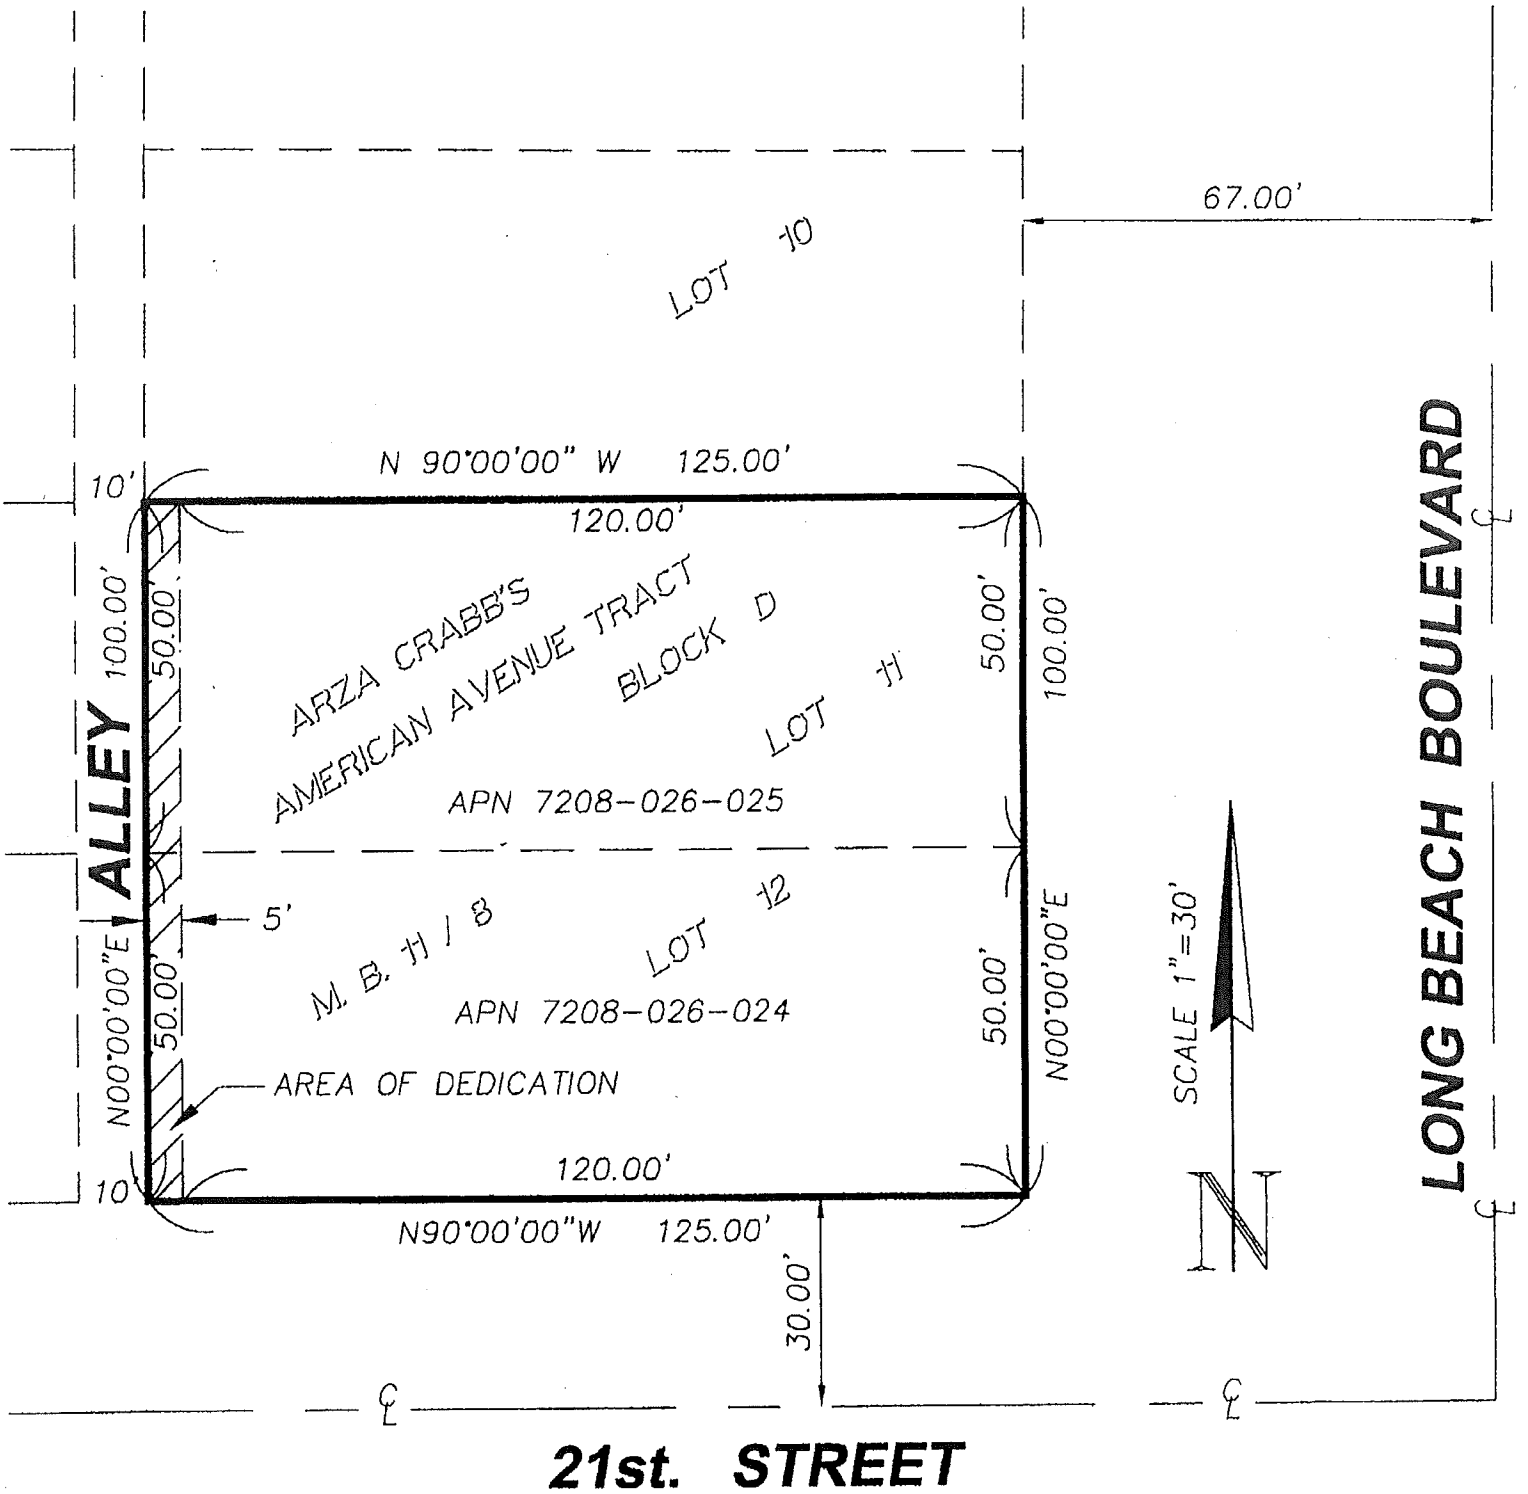 67.00'
LOT 10
N 90°00'00" W 125.00'
10'
120.00'
100.00'
50.00'
50.00'
100.00'
ARZA CRABB'S
AMERICAN AVENUE TRACT
BLOCK D
LOT 11
APN 7208-026-025
ALLEY
LONG BEACH BOULEVARD
5'
M. B. 11 / 8
LOT 12
APN 7208-026-024
N00°00'00"E
50.00'
50.00'
N00°00'00"E
SCALE 1"=30'
N
AREA OF DEDICATION
10'
120.00'
N90°00'00"W 125.00'
30.00'
21st. STREET